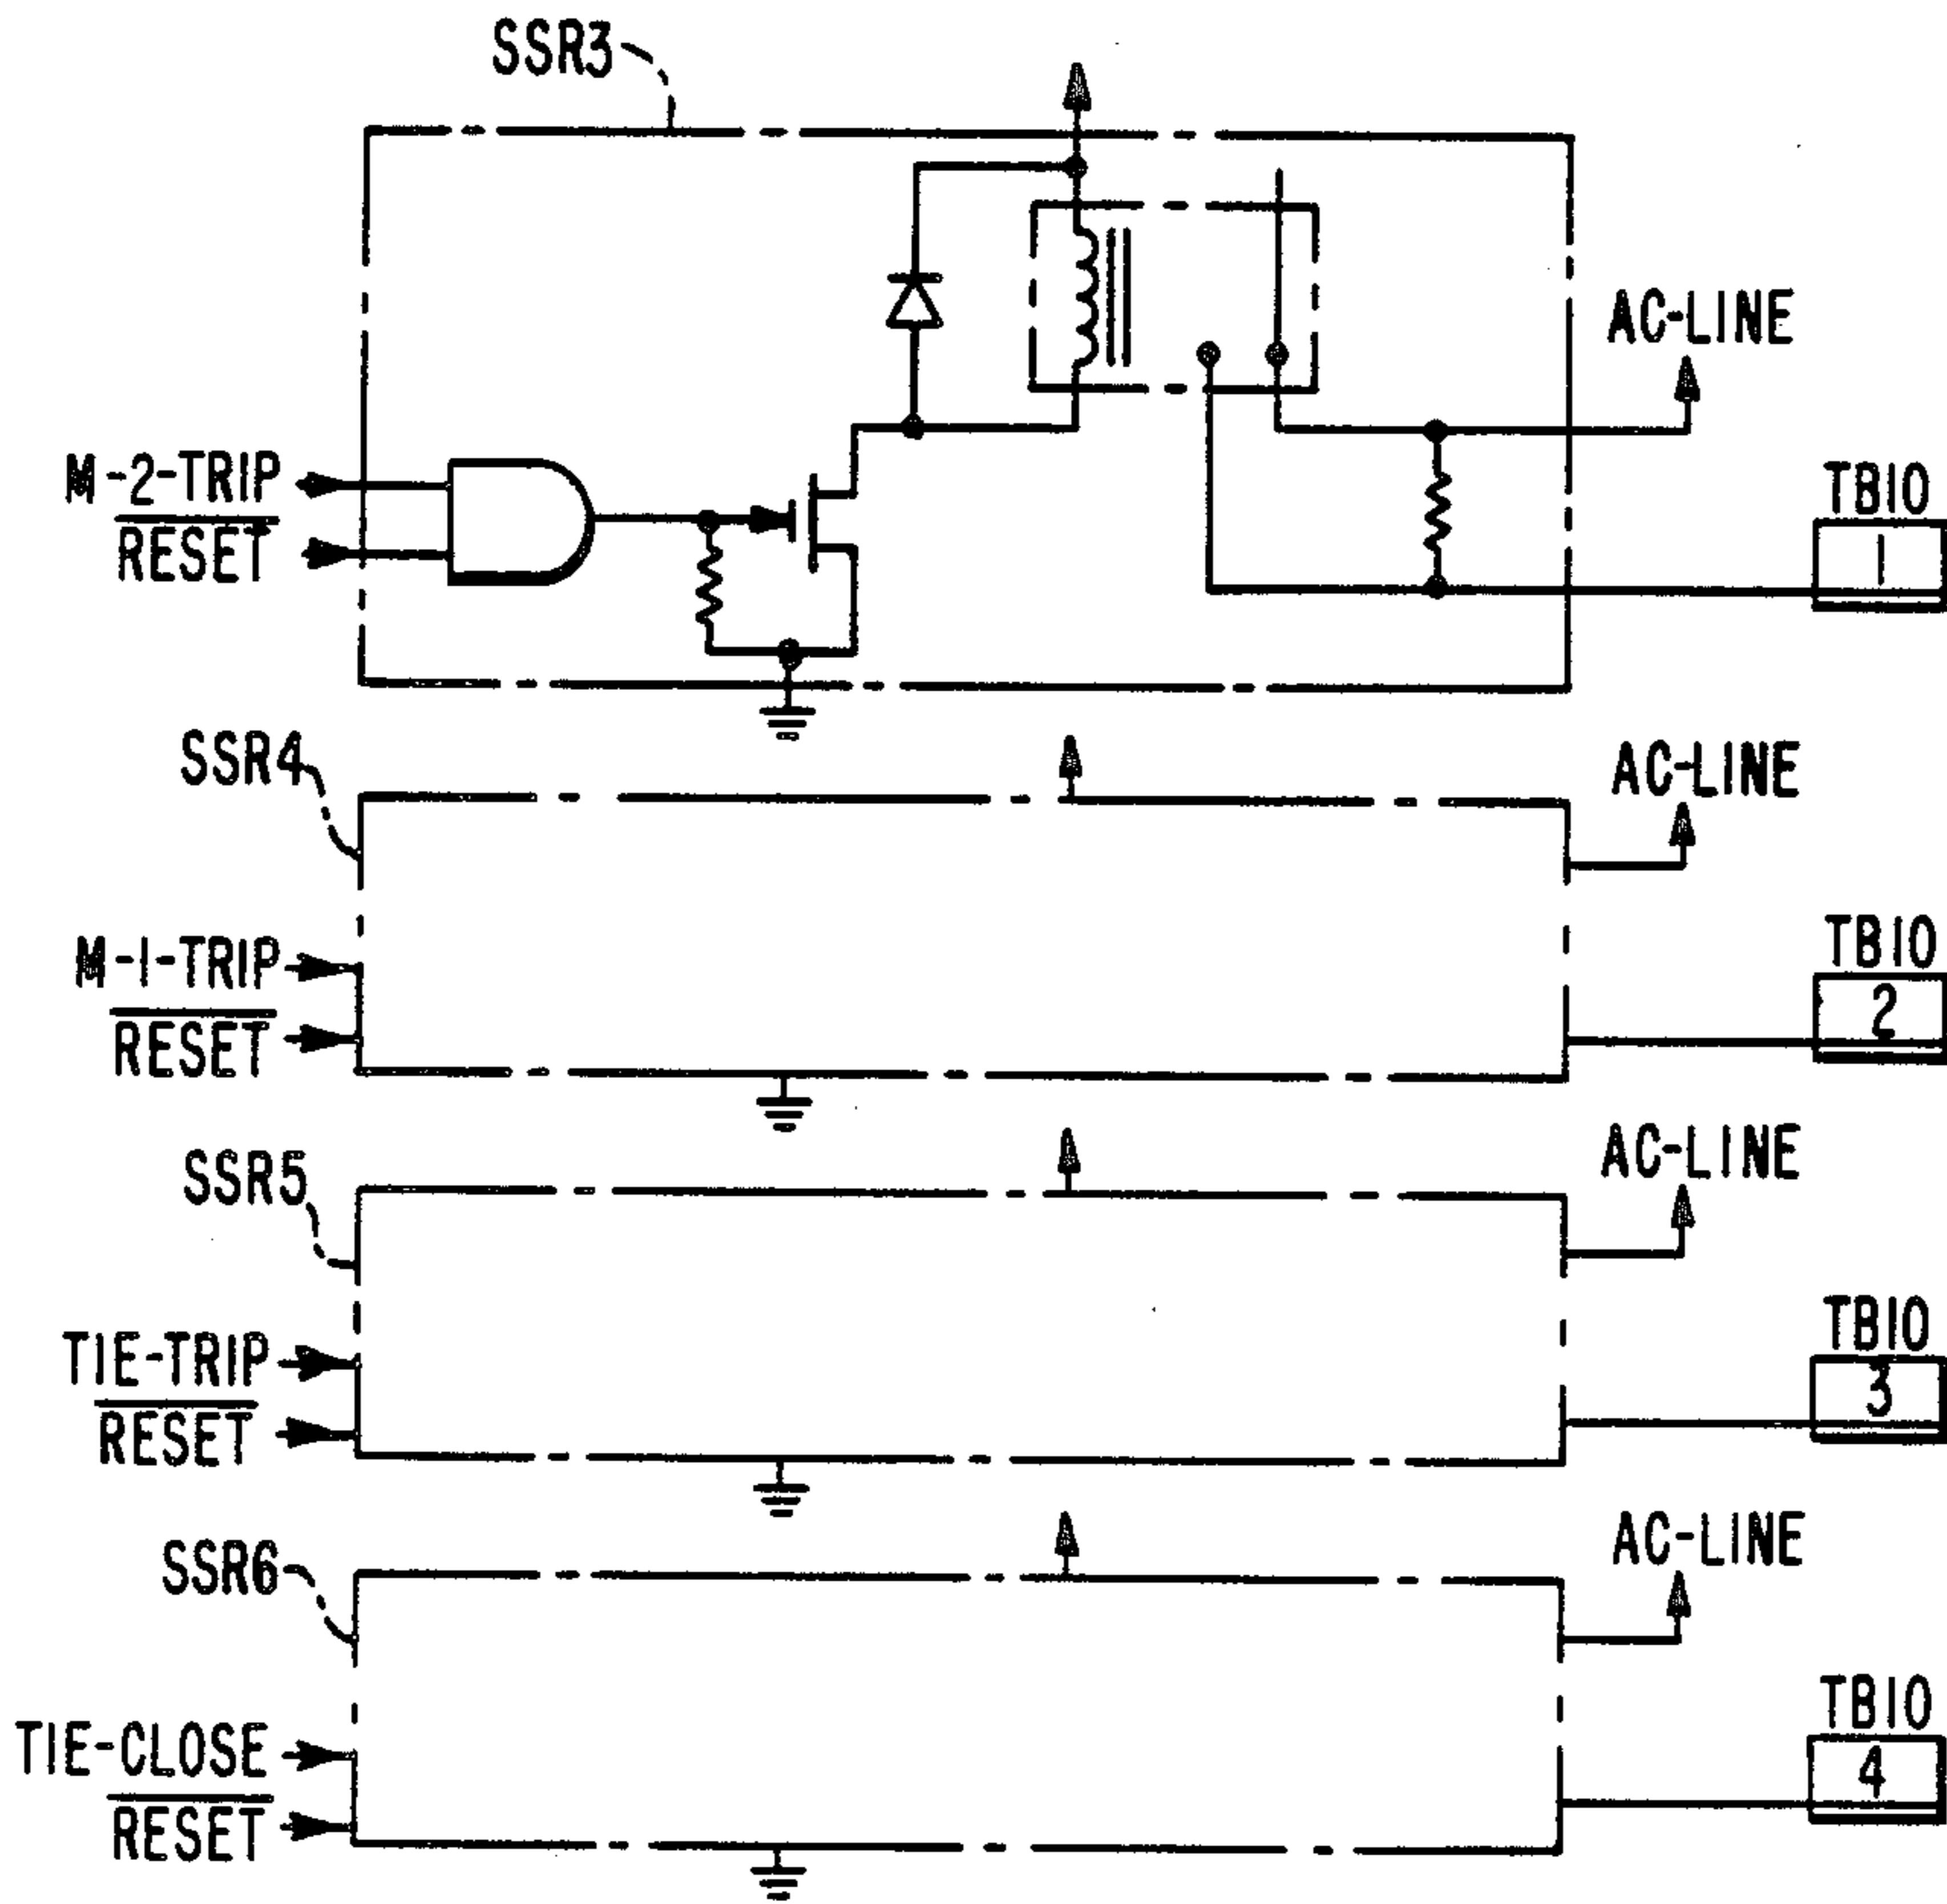 SSR3
AC-LINE
M-2-TRIP
RESET
TB10
1
SSR4
AC-LINE
M-1-TRIP
RESET
TB10
2
SSR5
AC-LINE
TIE-TRIP
RESET
TB10
3
SSR6
AC-LINE
TIE-CLOSE
RESET
TB10
4